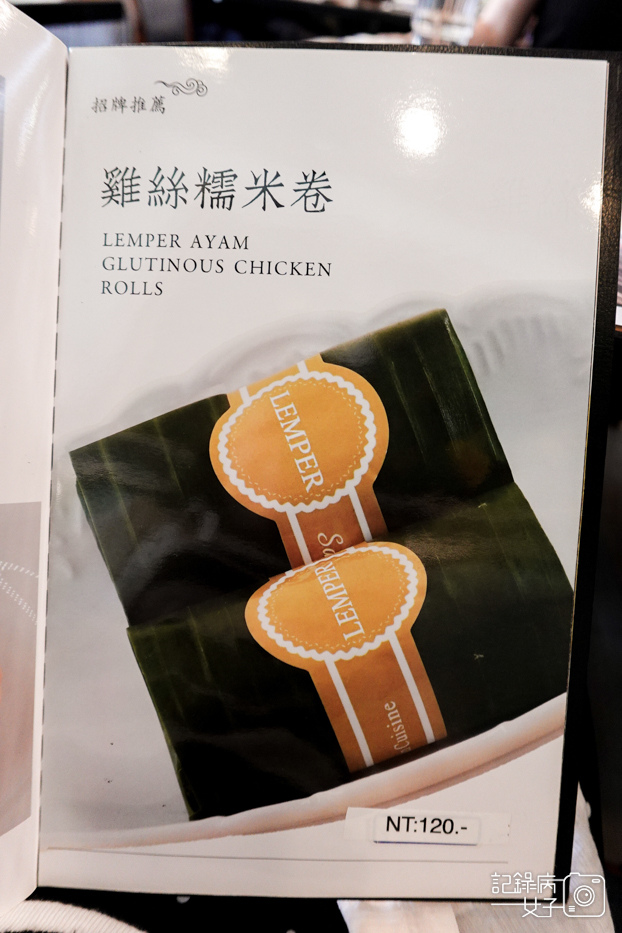 招牌推薦
雞絲糯米卷
LEMPER AYAM
GLUTINOUS CHICKEN
ROLLS
LEMPER
LEMPER
Cuisine
NT:120.-
記錄病
女子